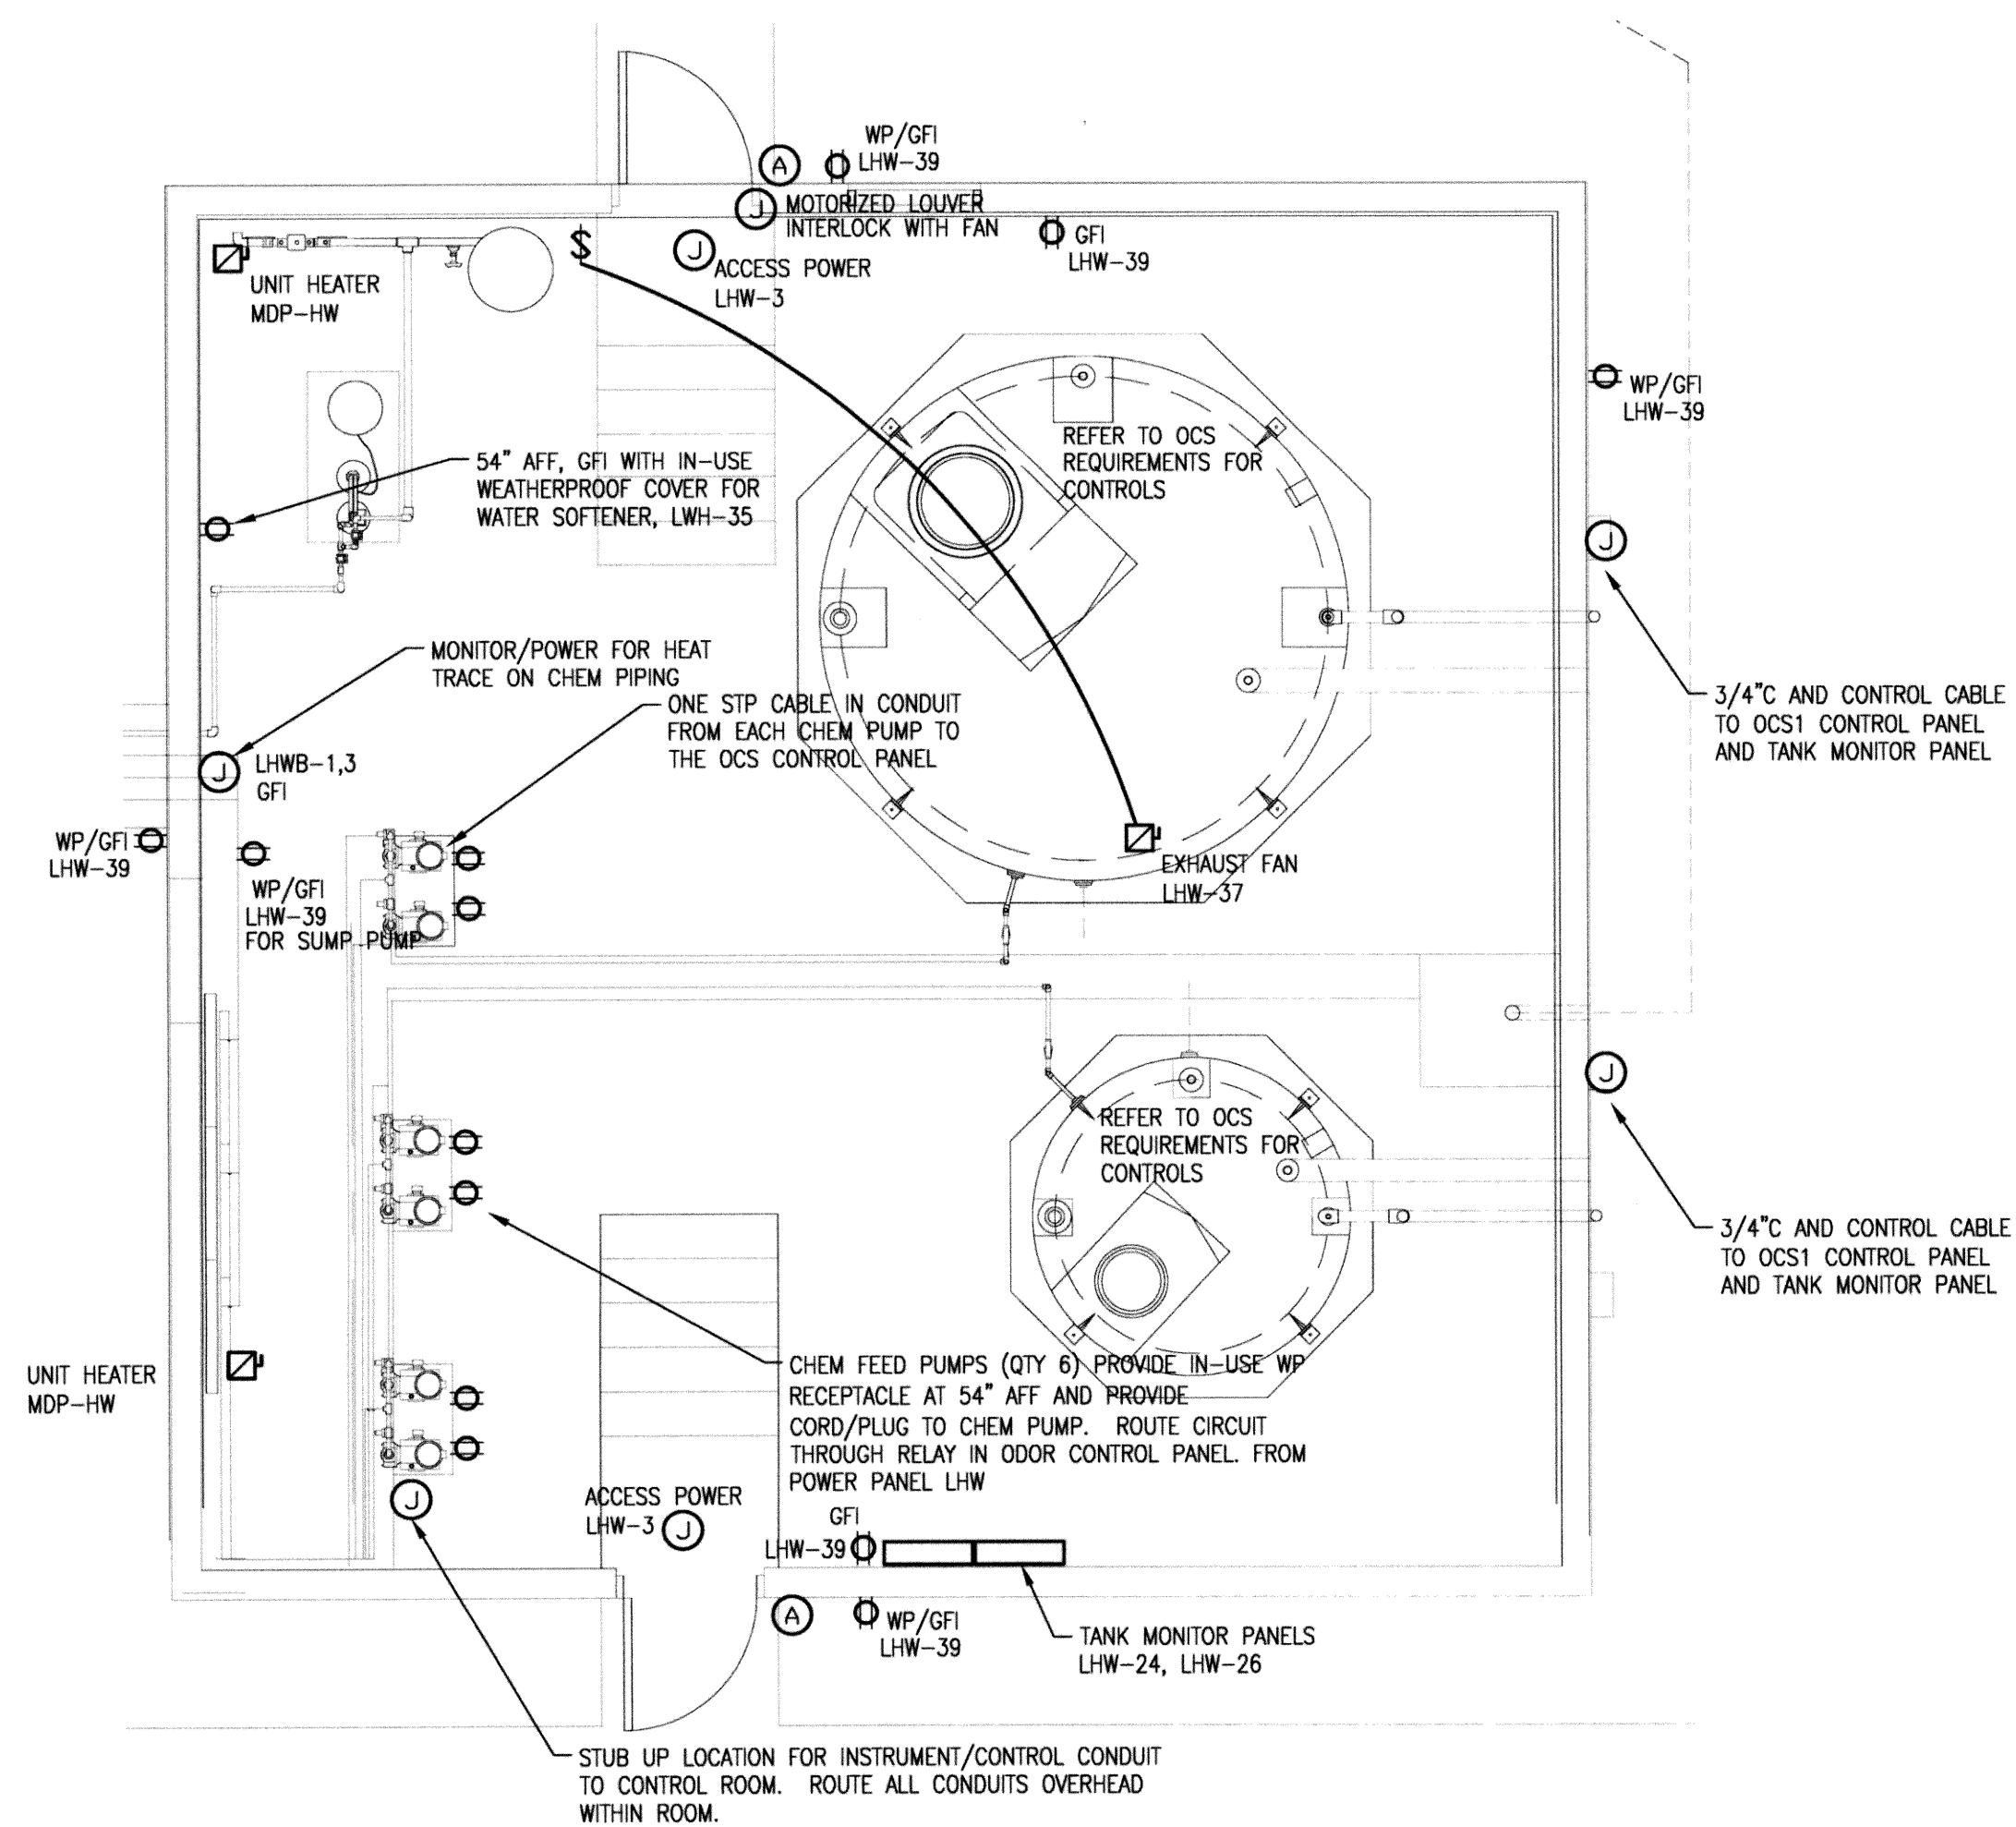 WP/GFI
LHW-39
A
J
MOTORIZED LOUVER
INTERLOCK WITH FAN
GFI
LHW-39
$
J
ACCESS POWER
LHW-3
UNIT HEATER
MDP-HW
WP/GFI
LHW-39
REFER TO OCS
REQUIREMENTS FOR
CONTROLS
54" AFF, GFI WITH IN-USE
WEATHERPROOF COVER FOR
WATER SOFTENER, LWH-35
J
MONITOR/POWER FOR HEAT
TRACE ON CHEM PIPING
ONE STP CABLE IN CONDUIT
FROM EACH CHEM PUMP TO
THE OCS CONTROL PANEL
3/4"C AND CONTROL CABLE
TO OCS1 CONTROL PANEL
AND TANK MONITOR PANEL
J
LHWB-1,3
GFI
WP/GFI
LHW-39
WP/GFI
LHW-39
FOR SUMP PUMP
EXHAUST FAN
LHW-37
J
REFER TO OCS
REQUIREMENTS FOR
CONTROLS
3/4"C AND CONTROL CABLE
TO OCS1 CONTROL PANEL
AND TANK MONITOR PANEL
UNIT HEATER
MDP-HW
CHEM FEED PUMPS (QTY 6) PROVIDE IN-USE WP
RECEPTACLE AT 54" AFF AND PROVIDE
CORD/PLUG TO CHEM PUMP. ROUTE CIRCUIT
THROUGH RELAY IN ODOR CONTROL PANEL. FROM
POWER PANEL LHW
J
ACCESS POWER
LHW-3
J
GFI
LHW-39
A
WP/GFI
LHW-39
TANK MONITOR PANELS
LHW-24, LHW-26
STUB UP LOCATION FOR INSTRUMENT/CONTROL CONDUIT
TO CONTROL ROOM. ROUTE ALL CONDUITS OVERHEAD
WITHIN ROOM.